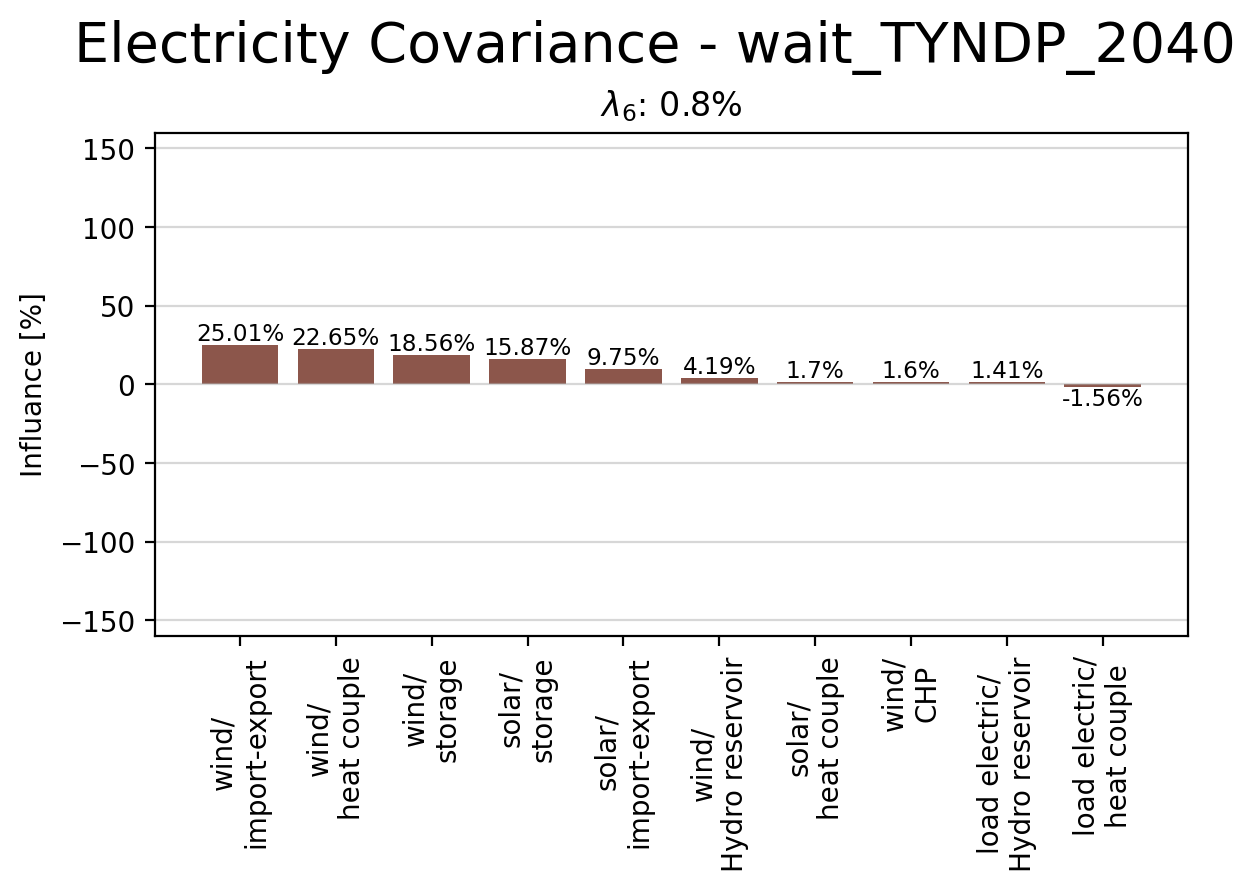 Electricity Covariance - wait_TYNDP_2040
λ6: 0.8%
Influance [%]
150
100
50
0
−50
−100
−150
25.01%
22.65%
18.56%
15.87%
9.75%
4.19%
1.7%
1.6%
1.41%
-1.56%
wind/
import-export
wind/
heat couple
wind/
storage
solar/
storage
solar/
import-export
wind/
Hydro reservoir
solar/
heat couple
wind/
CHP
load electric/
Hydro reservoir
load electric/
heat couple